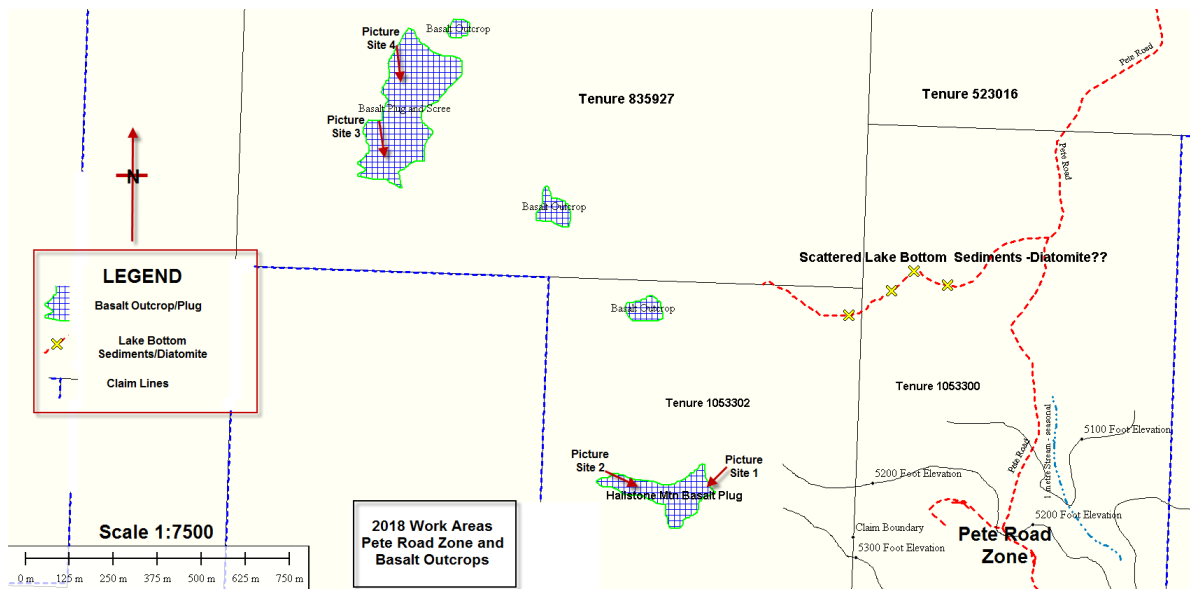 Picture
Site 4
Basalt Outcrop
Pete Road
Tenure 835927
Tenure 523016
Basalt Plug and Scree
Picture
Site 3
Pete Road
N
Basalt Outcrop
Scattered Lake Bottom Sediments -Diatomite??
LEGEND
Basalt Outcrop/Plug
Lake Bottom
Sediments/Diatomite
Claim Lines
Basalt Outcrop
Tenure 1053302
Tenure 1053300
5100 Foot Elevation
1 metre Stream - seasonal
Pete Road
Picture
Site 2
Picture
Site 1
Hailstone Mtn Basalt Plug
5200 Foot Elevation
5200 Foot Elevation
Claim Boundary
5300 Foot Elevation
Pete Road
Zone
2018 Work Areas
Pete Road Zone and
Basalt Outcrops
Scale 1:7500
0 m 125 m 250 m 375 m 500 m 625 m 750 m